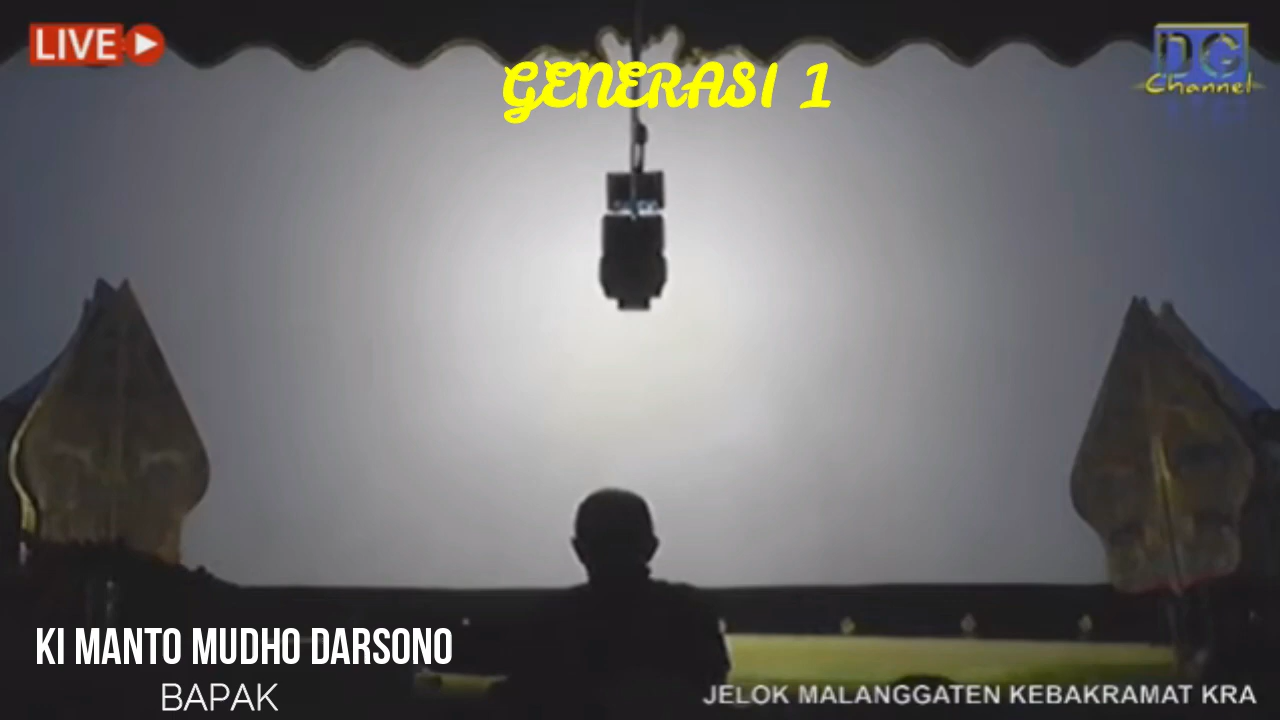 LIVE
DG
Channel
GENERASI 1
KI MANTO MUDHO DARSONO
BAPAK
JELOK MALANGGATEN KEBAKRAMAT KRA